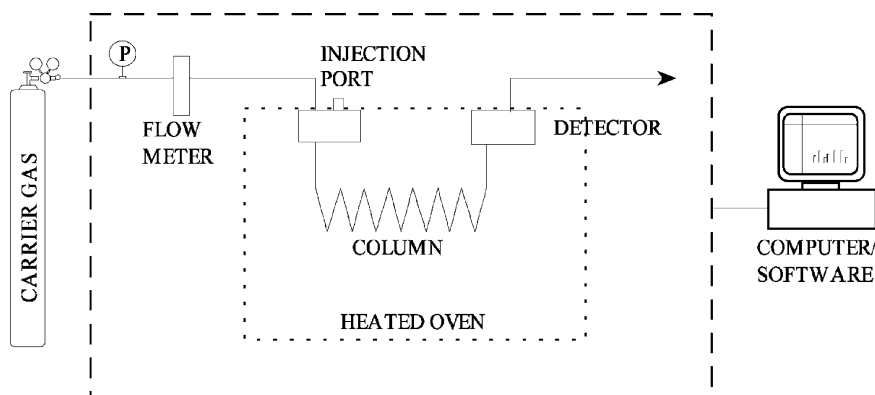 P
INJECTION
PORT
FLOW
METER
DETECTOR
CARRIER GAS
COLUMN
HEATED OVEN
COMPUTER/
SOFTWARE